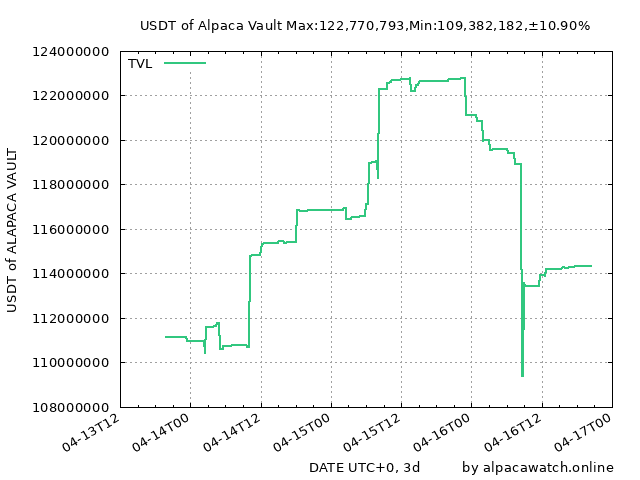 USDT of Alpaca Vault Max:122,770,793,Min:109,382,182,±10.90%
TVL
124000000
122000000
120000000
118000000
116000000
114000000
112000000
110000000
108000000
USDT of ALAPACA VAULT
04-13T12
04-14T00
04-14T12
04-15T00
04-15T12
04-16T00
04-16T12
04-17T00
DATE UTC+0, 3d
by alpacawatch.online